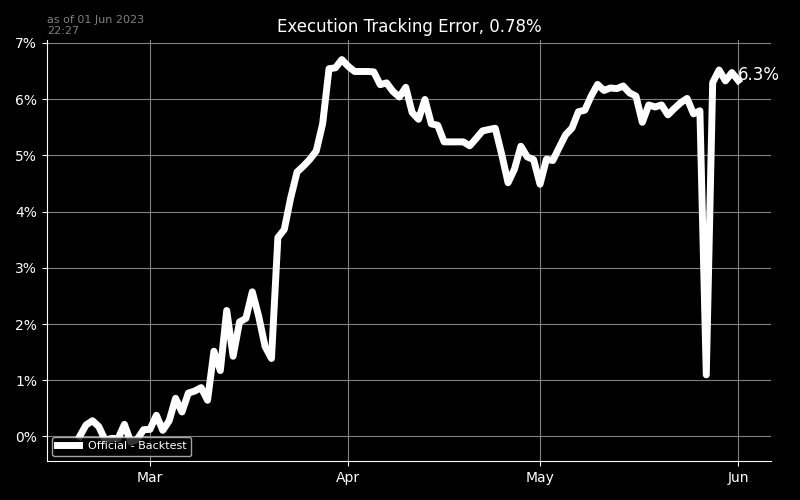 as of 01 Jun 2023
22:27
Execution Tracking Error, 0.78%
7%
6.3%
6%
5%
4%
3%
2%
1%
0%
Official - Backtest
Mar
Apr
May
Jun